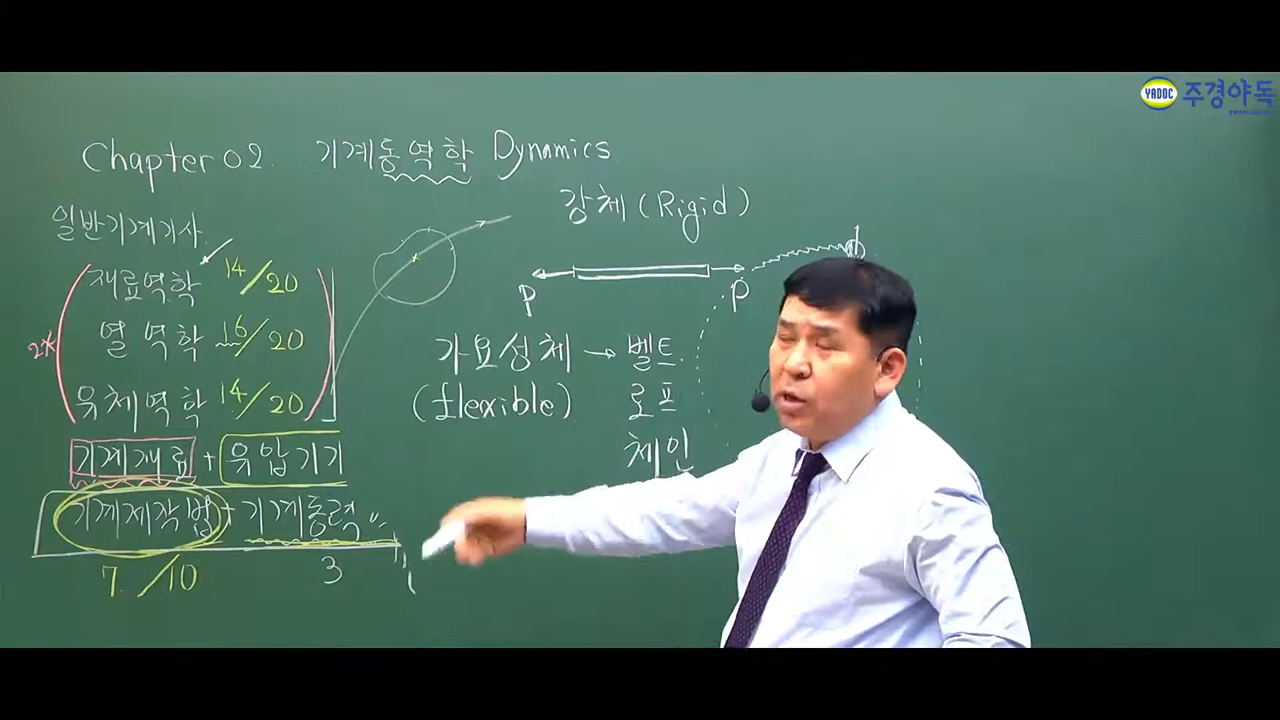 YADOC 주경야독
Chapter 02. 기계동역학 Dynamics
일반기계기사
재료역학 14/20
열역학 16/20
유체역학 14/20
2*
기계재료 + 유압기기
기계제작법 + 기계동력
7 /10 3
강체 (Rigid)
P P
가요성체 → 벨트
(flexible) 로프
체인